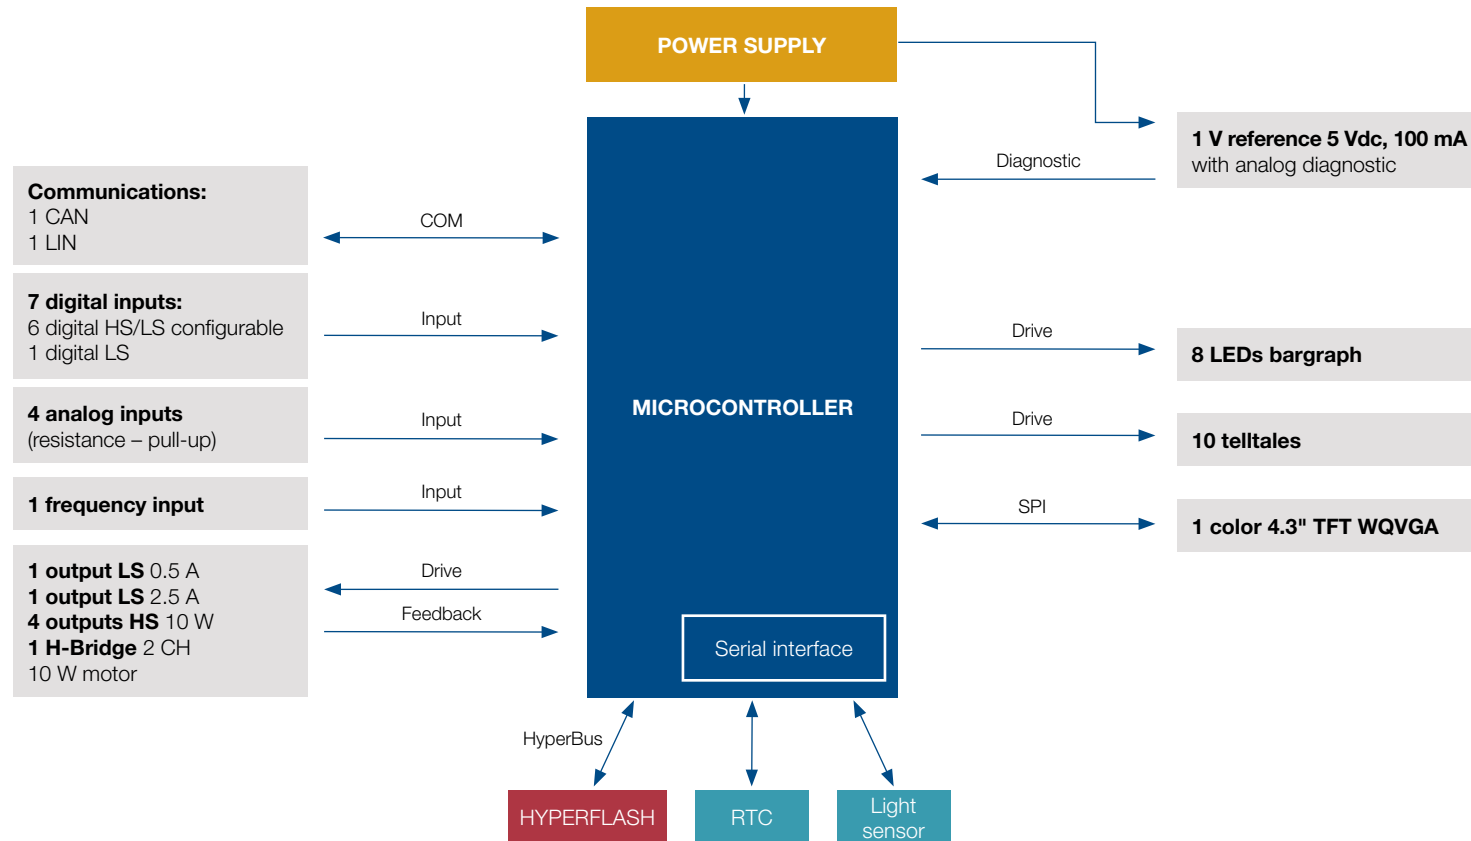 POWER SUPPLY
1 V reference 5 Vdc, 100 mA
with analog diagnostic
Diagnostic
Communications:
1 CAN
1 LIN
COM
7 digital inputs:
6 digital HS/LS configurable
1 digital LS
Input
Drive
8 LEDs bargraph
MICROCONTROLLER
4 analog inputs
(resistance – pull-up)
Input
Drive
10 telltales
1 frequency input
Input
SPI
1 color 4.3" TFT WQVGA
1 output LS 0.5 A
1 output LS 2.5 A
4 outputs HS 10 W
1 H-Bridge 2 CH
10 W motor
Drive
Feedback
Serial interface
HyperBus
HYPERFLASH
RTC
Light
sensor